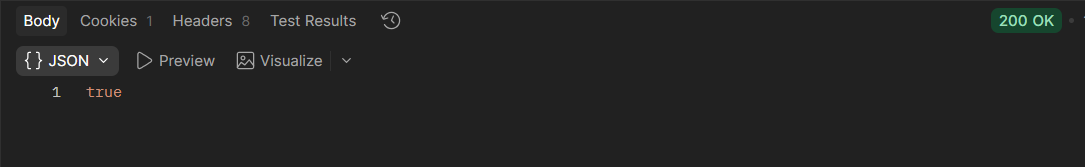 Body Cookies 1 Headers 8 Test Results 200 OK
{} JSON Preview Visualize
1 true